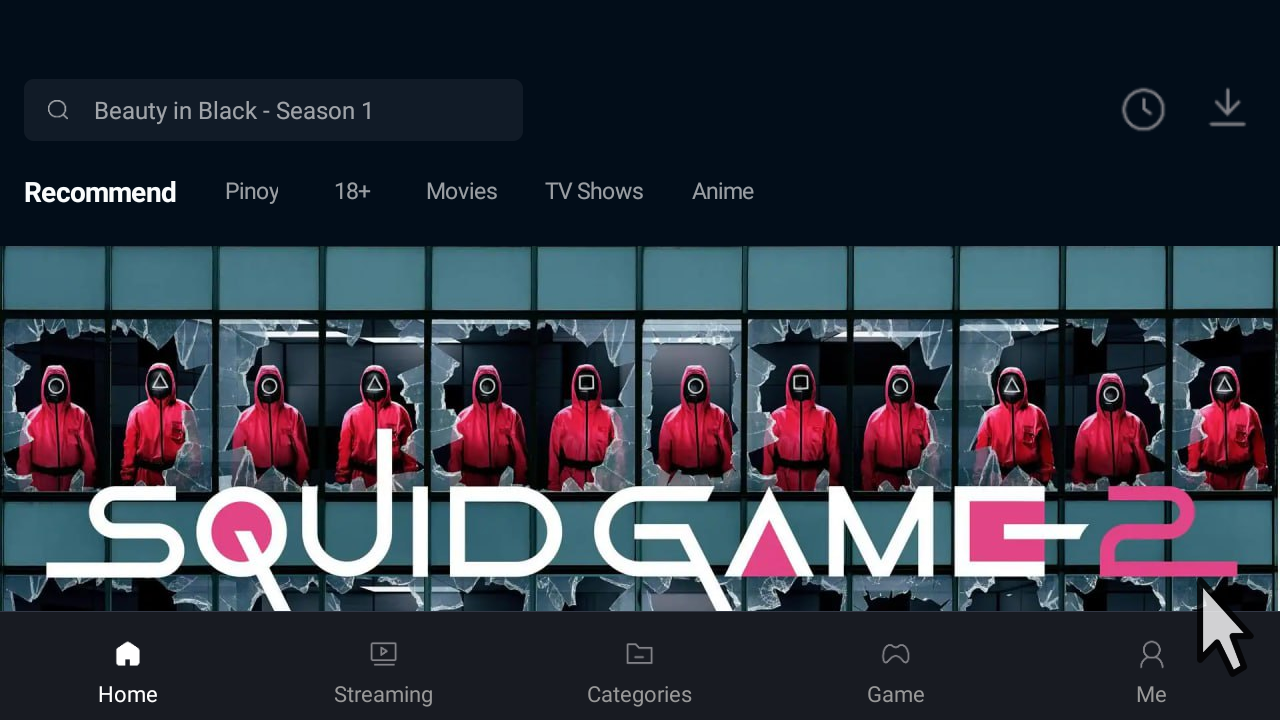 Beauty in Black - Season 1
Recommend Pinoy 18+ Movies TV Shows Anime
SQUID GAME 2
Home Streaming Categories Game Me